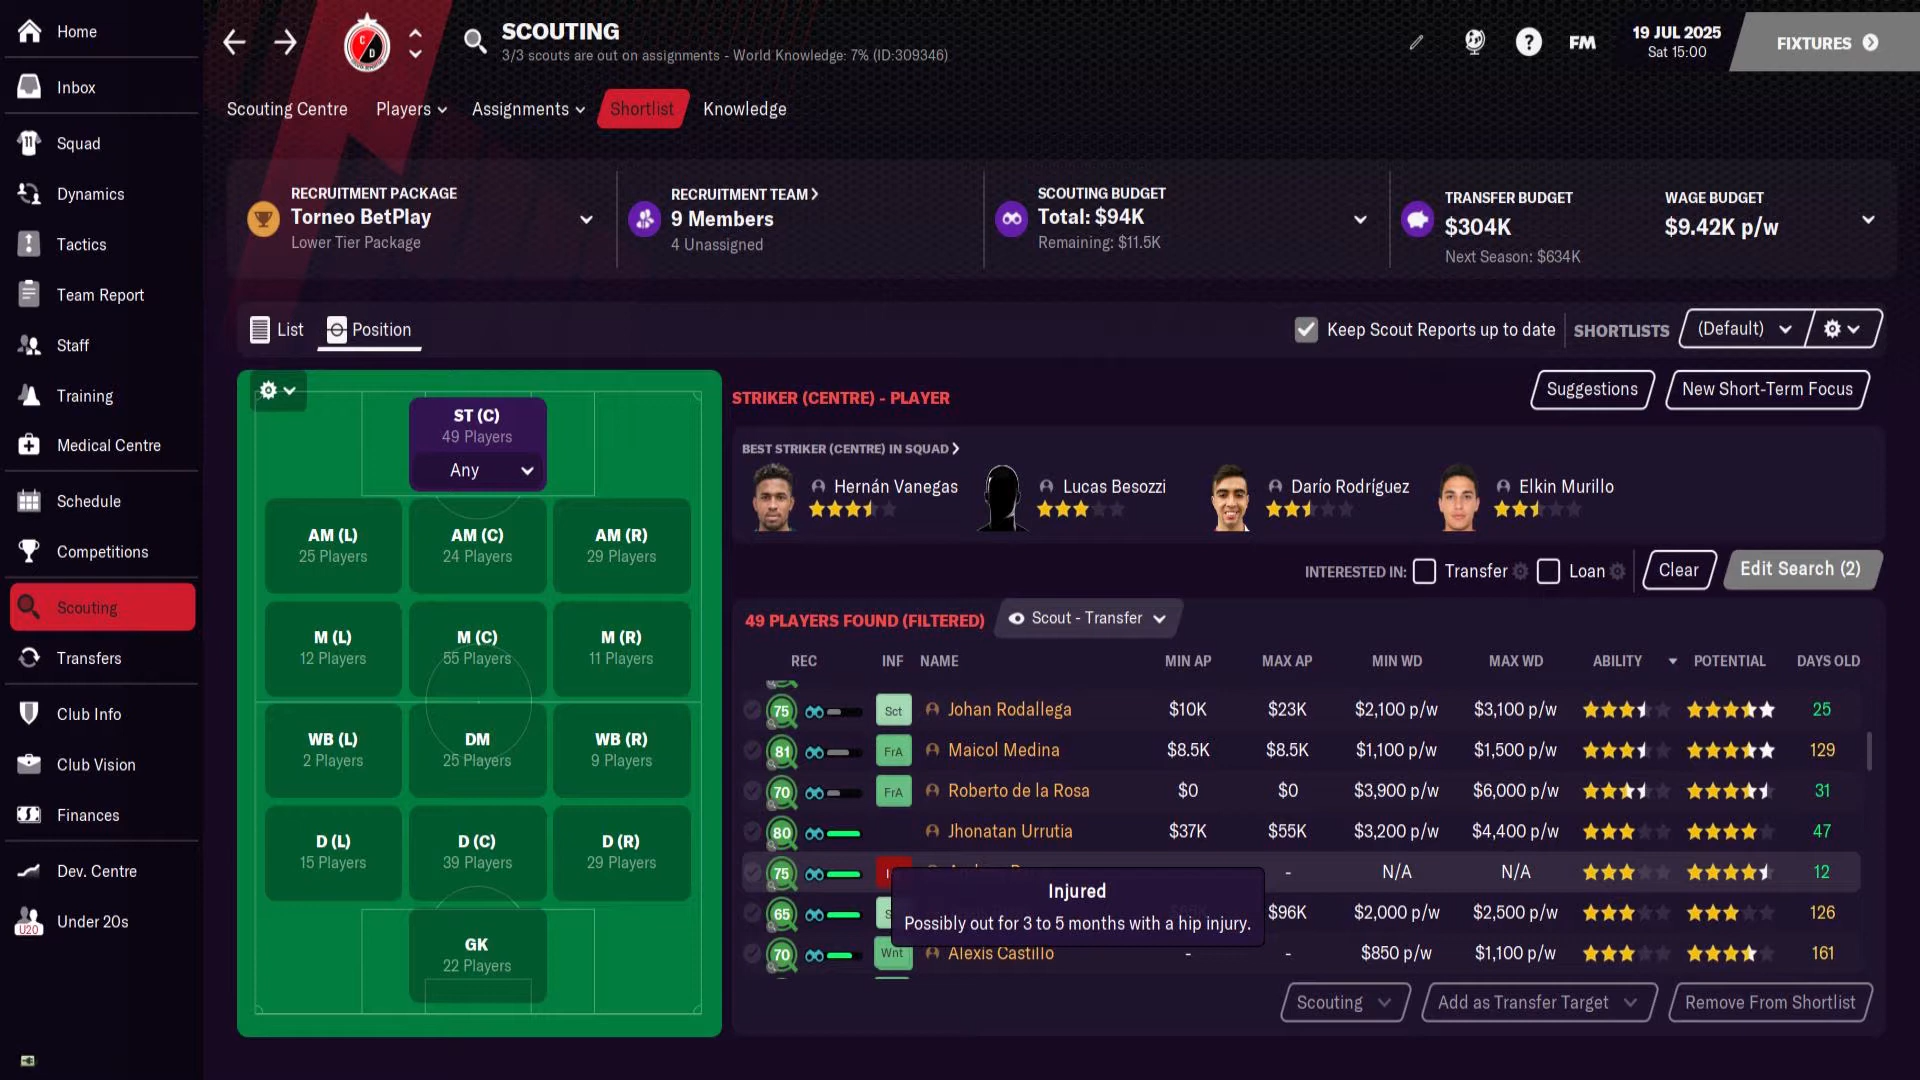 Home
Inbox
Squad
Dynamics
Tactics
Team Report
Staff
Training
Medical Centre
Schedule
Competitions
Scouting
Transfers
Club Info
Club Vision
Finances
Dev. Centre
Under 20s
U20
C D
SCOUTING
3/3 scouts are out on assignments - World Knowledge: 7% (ID:309346)
? FM
19 JUL 2025
Sat 15:00
FIXTURES
Scouting Centre Players Assignments Shortlist Knowledge
RECRUITMENT PACKAGE
Torneo BetPlay
Lower Tier Package
RECRUITMENT TEAM
9 Members
4 Unassigned
SCOUTING BUDGET
Total: $94K
Remaining: $11.5K
TRANSFER BUDGET
$304K
Next Season: $634K
WAGE BUDGET
$9.42K p/w
List Position
Keep Scout Reports up to date SHORTLISTS (Default)
ST (C)
49 Players
Any
AM (L) AM (C) AM (R)
25 Players 24 Players 29 Players
M (L) M (C) M (R)
12 Players 55 Players 11 Players
WB (L) DM WB (R)
2 Players 25 Players 9 Players
D (L) D (C) D (R)
15 Players 39 Players 29 Players
GK
22 Players
STRIKER (CENTRE) - PLAYER
Suggestions New Short-Term Focus
BEST STRIKER (CENTRE) IN SQUAD
Hernán Vanegas Lucas Besozzi Darío Rodríguez Elkin Murillo
INTERESTED IN: Transfer Loan Clear Edit Search (2)
49 PLAYERS FOUND (FILTERED) Scout - Transfer
REC INF NAME MIN AP MAX AP MIN WD MAX WD ABILITY POTENTIAL DAYS OLD
75 Sct Johan Rodallega $10K $23K $2,100 p/w $3,100 p/w 25
81 FrA Maicol Medina $8.5K $8.5K $1,100 p/w $1,500 p/w 129
70 FrA Roberto de la Rosa $0 $0 $3,900 p/w $6,000 p/w 31
80 Jhonatan Urrutia $37K $55K $3,200 p/w $4,400 p/w 47
75 - N/A N/A 12
65 $96K $2,000 p/w $2,500 p/w 126
70 Wnt Alexis Castillo - - $850 p/w $1,100 p/w 161
Injured
Possibly out for 3 to 5 months with a hip injury.
Scouting Add as Transfer Target Remove From Shortlist